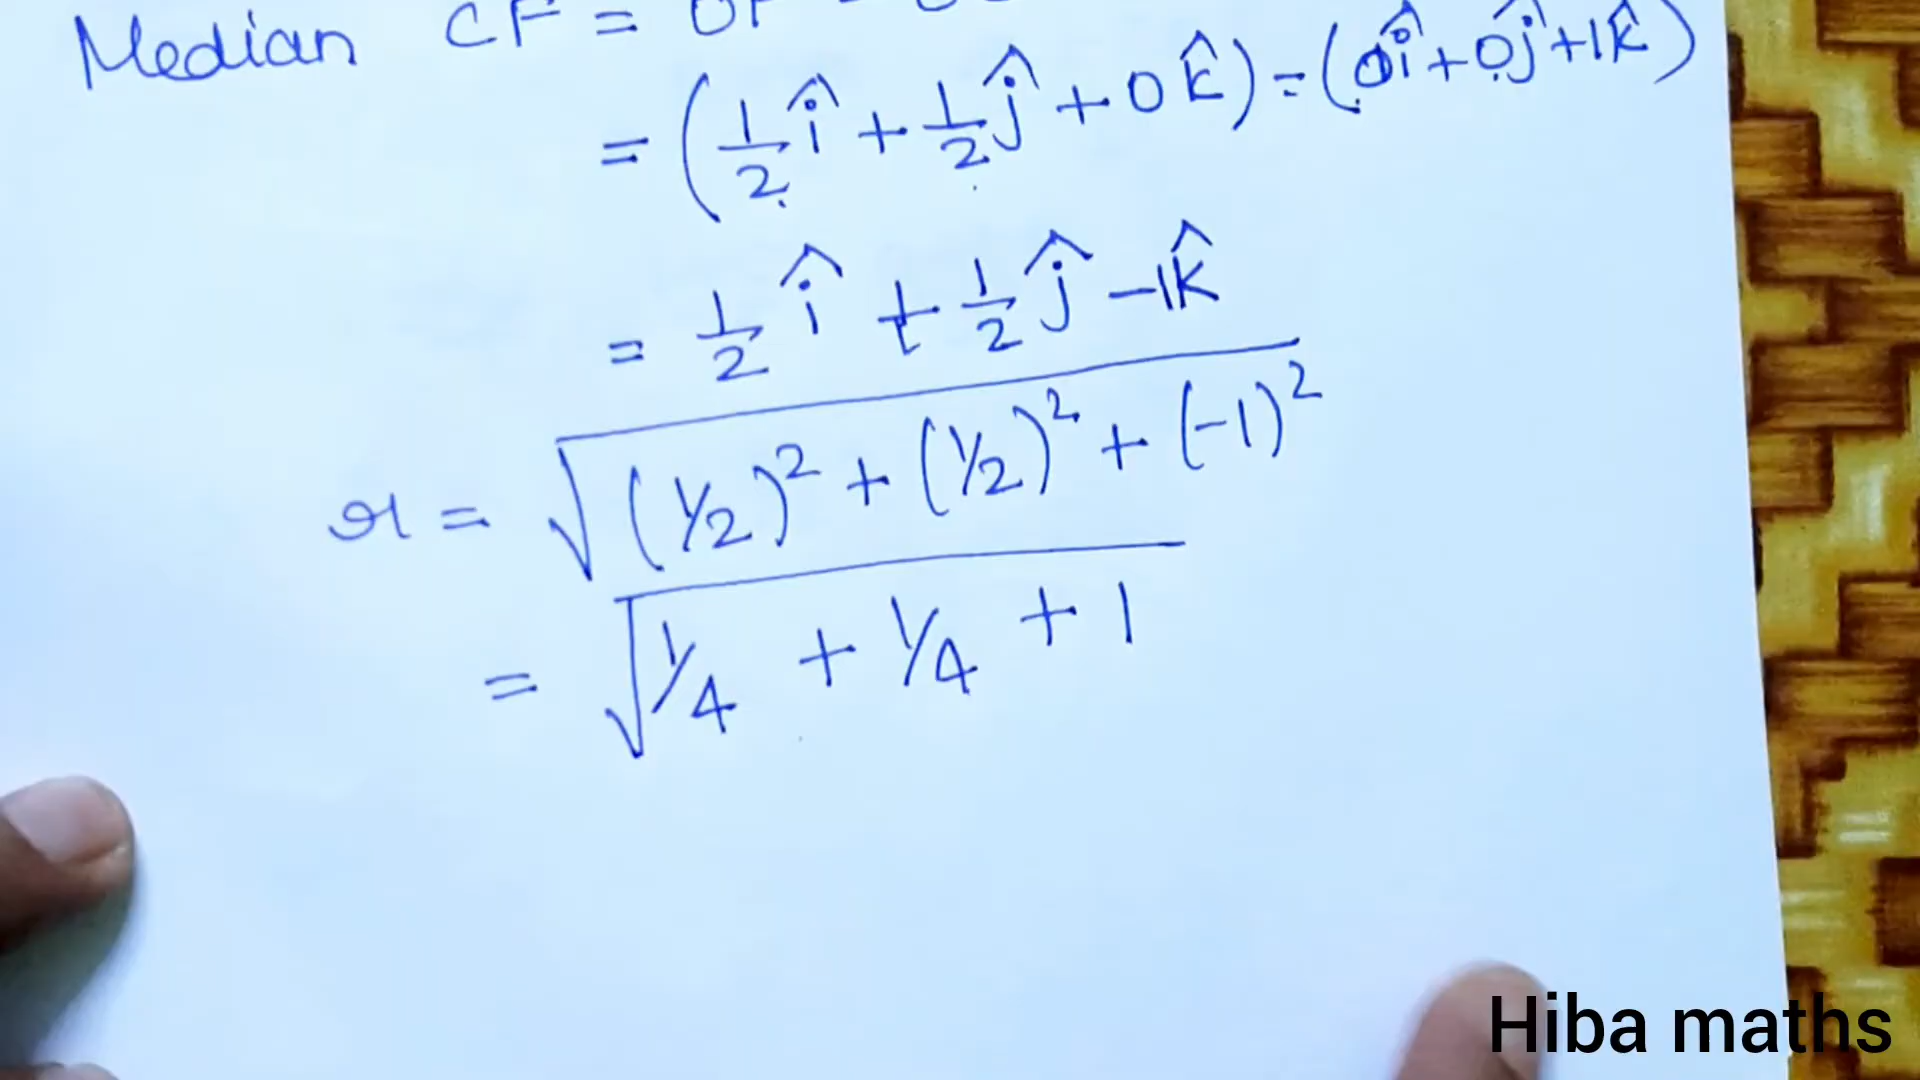 Median CF = OF -
= (1/2 î + 1/2 ĵ + 0 k̂) = (0î + 0ĵ + 1k̂)
= 1/2 î + 1/2 ĵ - 1k̂
r = √((1/2)² + (1/2)² + (-1)²)
= √(1/4 + 1/4 + 1)
Hiba maths